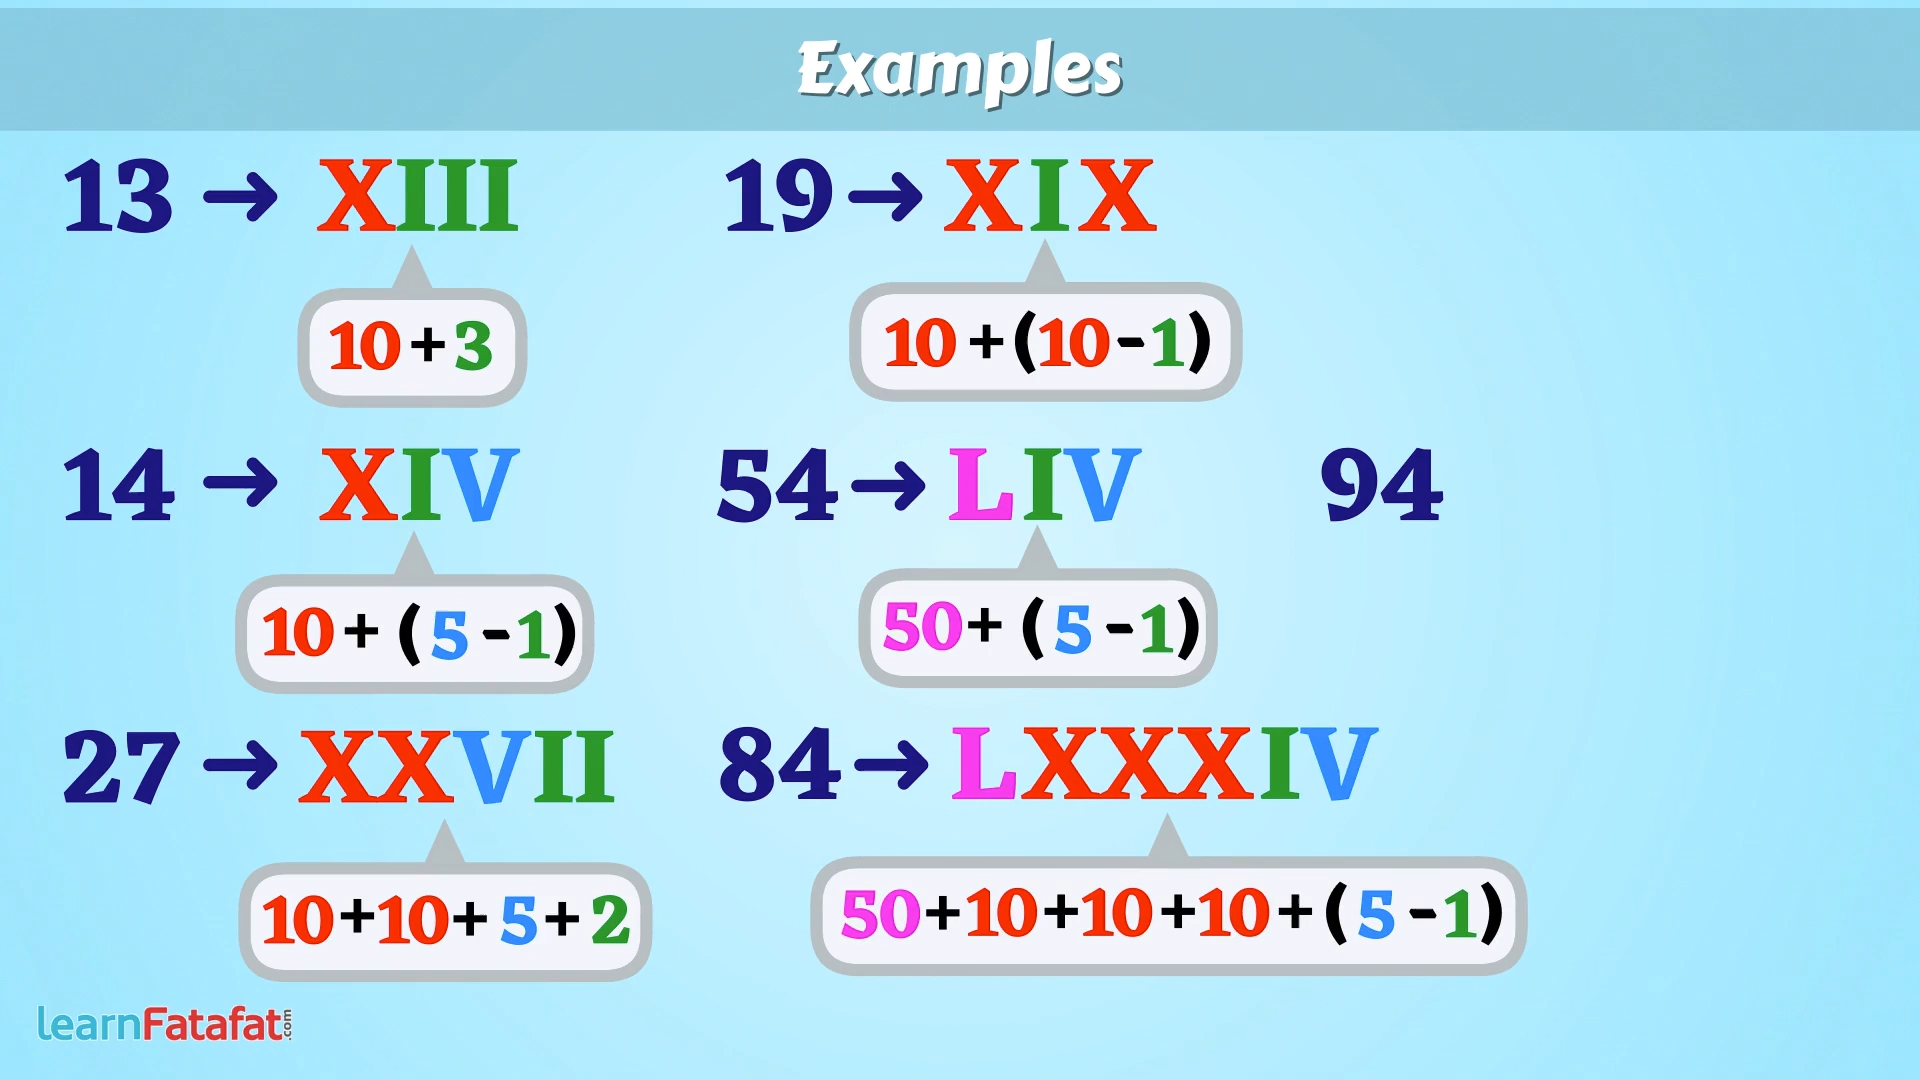 Examples
13 → XIII
10+3
19→ XIX
10+(10-1)
14 → XIV
10+(5-1)
54→ LIV
50+(5-1)
94
27 → XXVII
10+10+5+2
84→ LXXXIV
50+10+10+10+(5-1)
learnFatafat.com